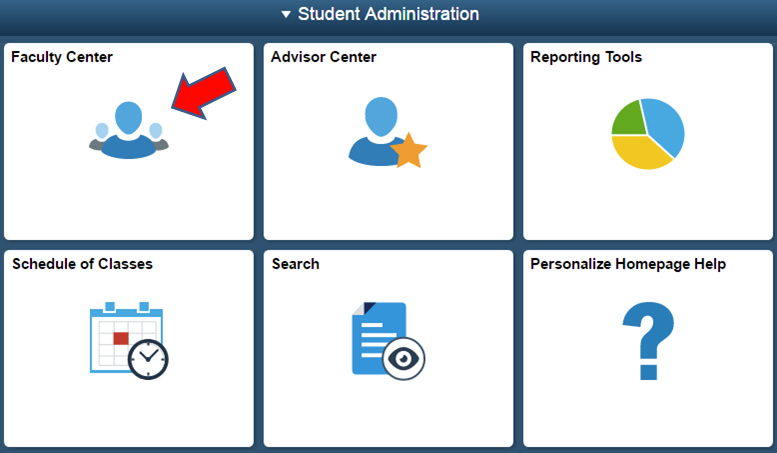 Student Administration
Faculty Center
Advisor Center
Reporting Tools
Schedule of Classes
Search
Personalize Homepage Help
?